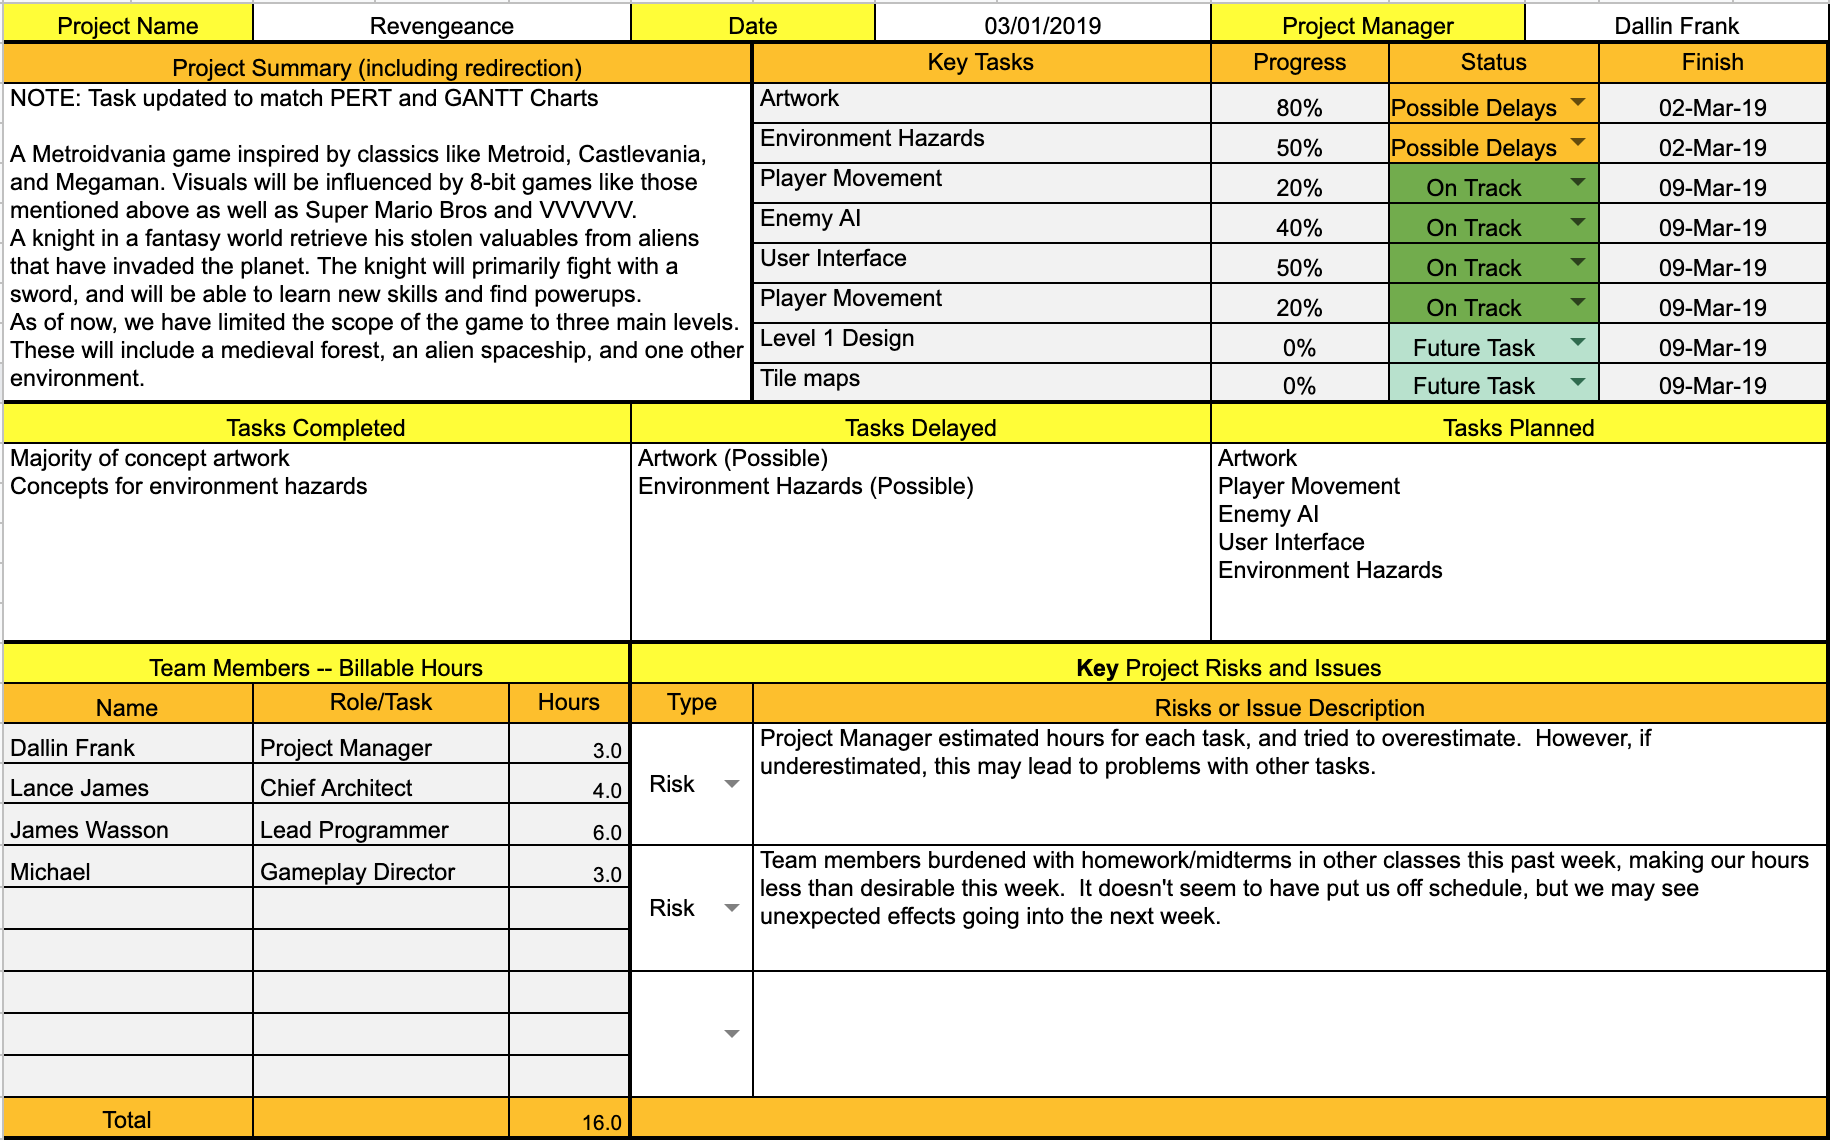 Project Name Revengeance Date 03/01/2019 Project Manager Dallin Frank
Project Summary (including redirection)
NOTE: Task updated to match PERT and GANTT Charts
A Metroidvania game inspired by classics like Metroid, Castlevania,
and Megaman. Visuals will be influenced by 8-bit games like those
mentioned above as well as Super Mario Bros and VVVVVV.
A knight in a fantasy world retrieve his stolen valuables from aliens
that have invaded the planet. The knight will primarily fight with a
sword, and will be able to learn new skills and find powerups.
As of now, we have limited the scope of the game to three main levels.
These will include a medieval forest, an alien spaceship, and one other
environment.
Key Tasks Progress Status Finish
Artwork 80% Possible Delays 02-Mar-19
Environment Hazards 50% Possible Delays 02-Mar-19
Player Movement 20% On Track 09-Mar-19
Enemy AI 40% On Track 09-Mar-19
User Interface 50% On Track 09-Mar-19
Player Movement 20% On Track 09-Mar-19
Level 1 Design 0% Future Task 09-Mar-19
Tile maps 0% Future Task 09-Mar-19
Tasks Completed
Majority of concept artwork
Concepts for environment hazards
Tasks Delayed
Artwork (Possible)
Environment Hazards (Possible)
Tasks Planned
Artwork
Player Movement
Enemy AI
User Interface
Environment Hazards
Team Members -- Billable Hours
Name Role/Task Hours
Dallin Frank Project Manager 3.0
Lance James Chief Architect 4.0
James Wasson Lead Programmer 6.0
Michael Gameplay Director 3.0
Total 16.0
Key Project Risks and Issues
Type Risks or Issue Description
Risk
Project Manager estimated hours for each task, and tried to overestimate.  However, if
underestimated, this may lead to problems with other tasks.
Risk
Team members burdened with homework/midterms in other classes this past week, making our hours
less than desirable this week.  It doesn't seem to have put us off schedule, but we may see
unexpected effects going into the next week.